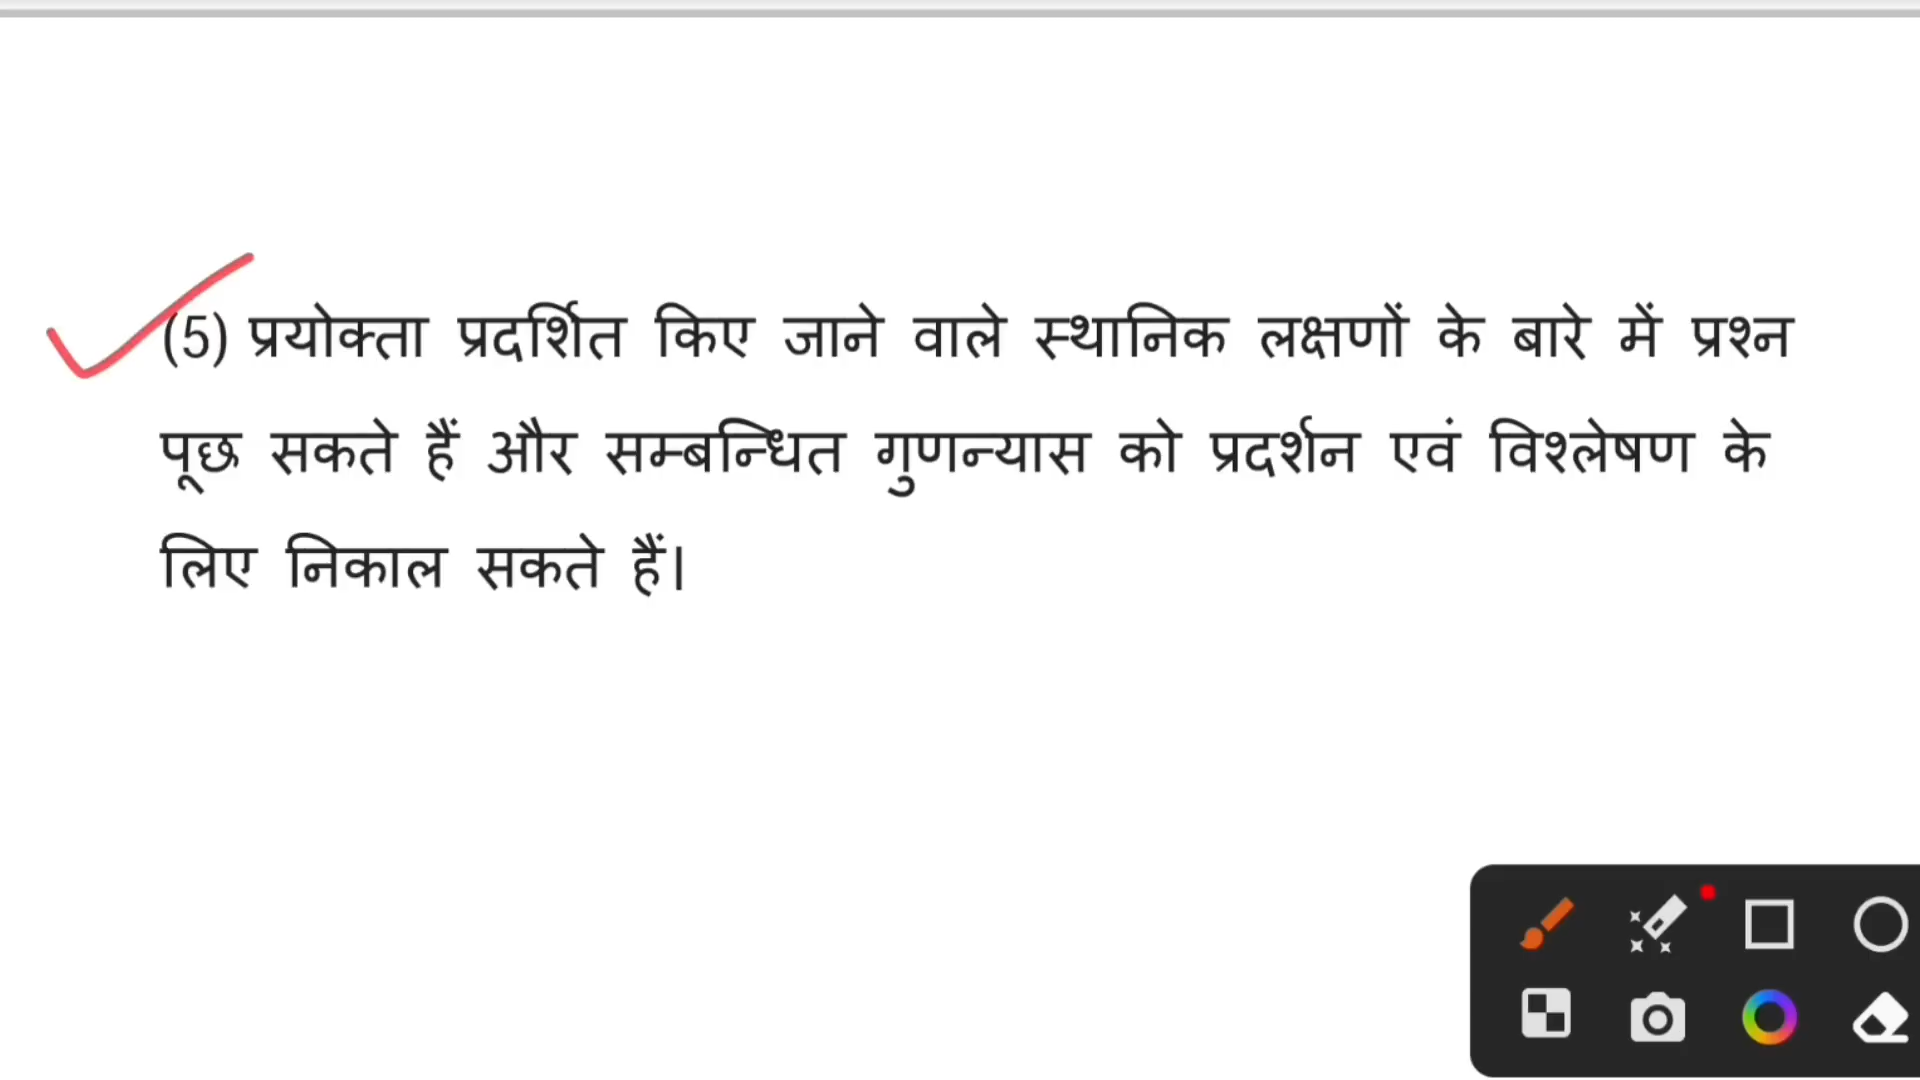 (5) प्रयोक्ता प्रदर्शित किए जाने वाले स्थानिक लक्षणों के बारे में प्रश्न
पूछ सकते हैं और सम्बन्धित गुणन्यास को प्रदर्शन एवं विश्लेषण के
लिए निकाल सकते हैं।